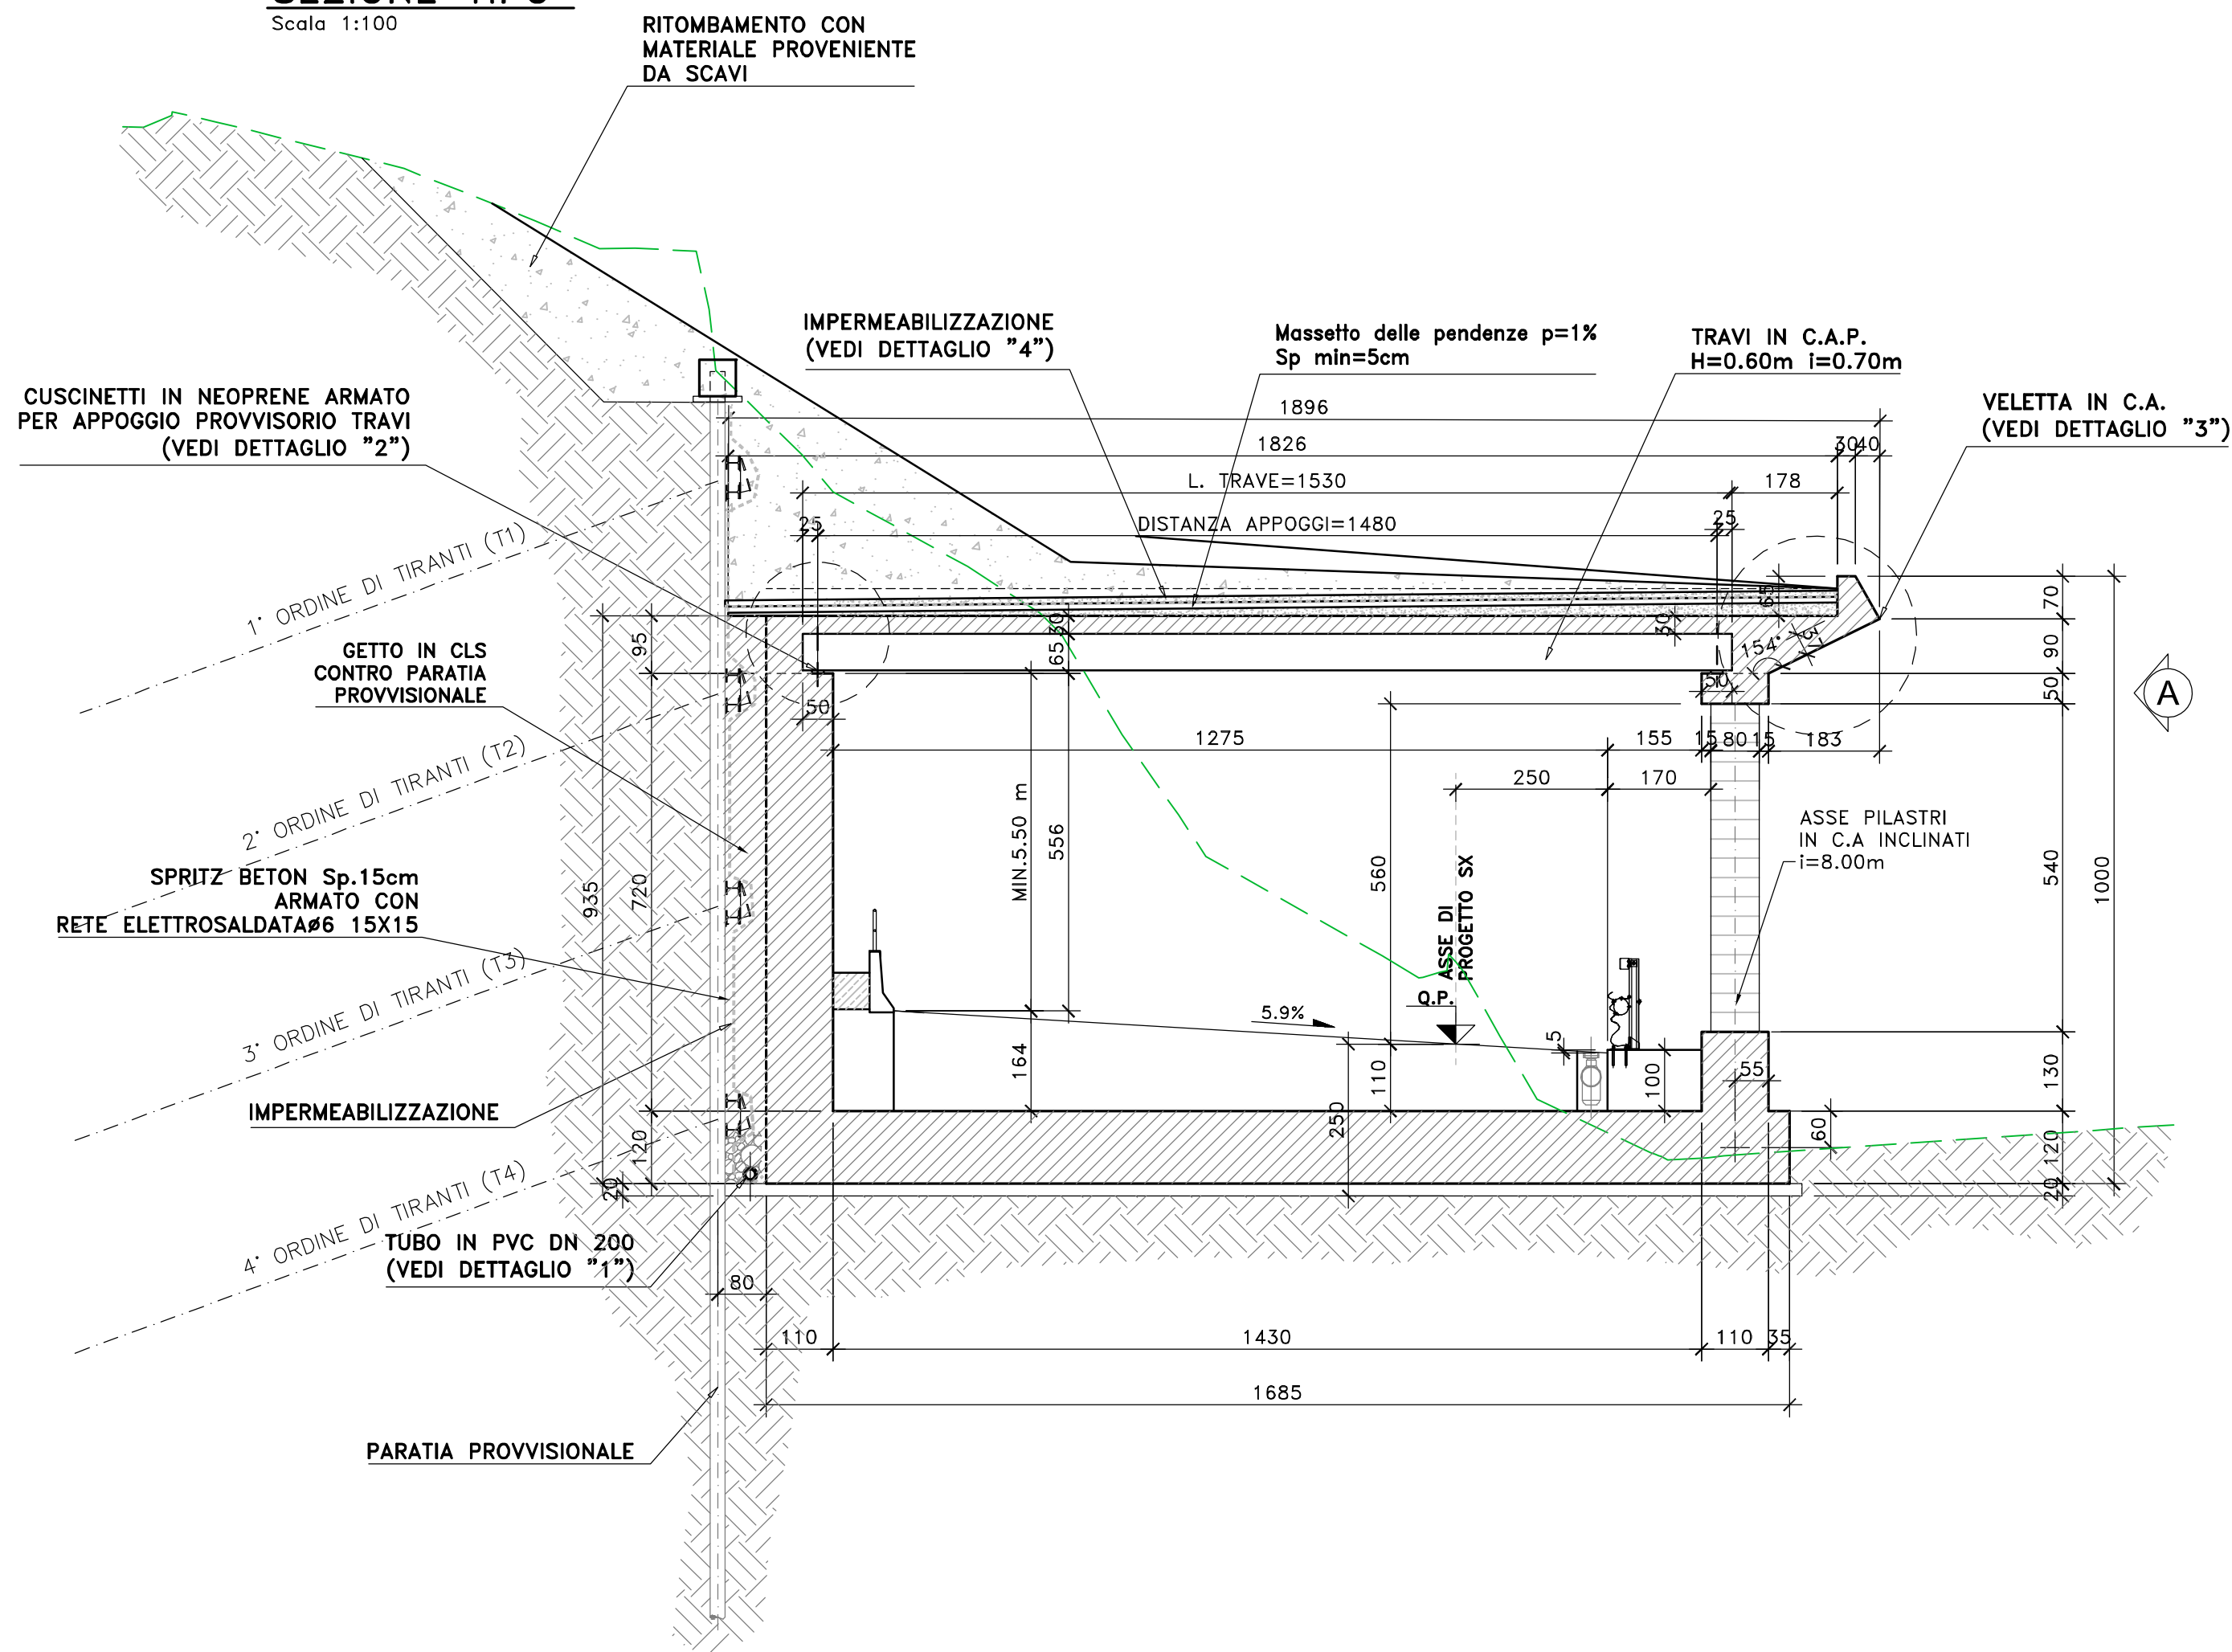 Scala 1:100
RITOMBAMENTO CON
MATERIALE PROVENIENTE
DA SCAVI
IMPERMEABILIZZAZIONE
(VEDI DETTAGLIO "4")
Massetto delle pendenze p=1%
Sp min=5cm
TRAVI IN C.A.P.
H=0.60m i=0.70m
CUSCINETTI IN NEOPRENE ARMATO
PER APPOGGIO PROVVISORIO TRAVI
(VEDI DETTAGLIO "2")
VELETTA IN C.A.
(VEDI DETTAGLIO "3")
1896
1826
30
40
L. TRAVE=1530
178
25
DISTANZA APPOGGI=1480
25
1° ORDINE DI TIRANTI (T1)
GETTO IN CLS
CONTRO PARATIA
PROVVISIONALE
2° ORDINE DI TIRANTI (T2)
SPRITZ BETON Sp.15cm
ARMATO CON
RETE ELETTROSALDATAø6 15X15
3° ORDINE DI TIRANTI (T3)
IMPERMEABILIZZAZIONE
4° ORDINE DI TIRANTI (T4)
TUBO IN PVC DN 200
(VEDI DETTAGLIO "1")
PARATIA PROVVISIONALE
935
95
720
120
20
30
65
556
MIN.5.50 m
164
50
1275
155
15
80
15
183
250
170
560
110
250
ASSE DI
PROGETTO SX
Q.P.
5.9%
5
100
55
60
30
65
154°
50
ASSE PILASTRI
IN C.A INCLINATI
i=8.00m
70
90
50
540
130
120
20
1000
A
80
110
1430
110
35
1685